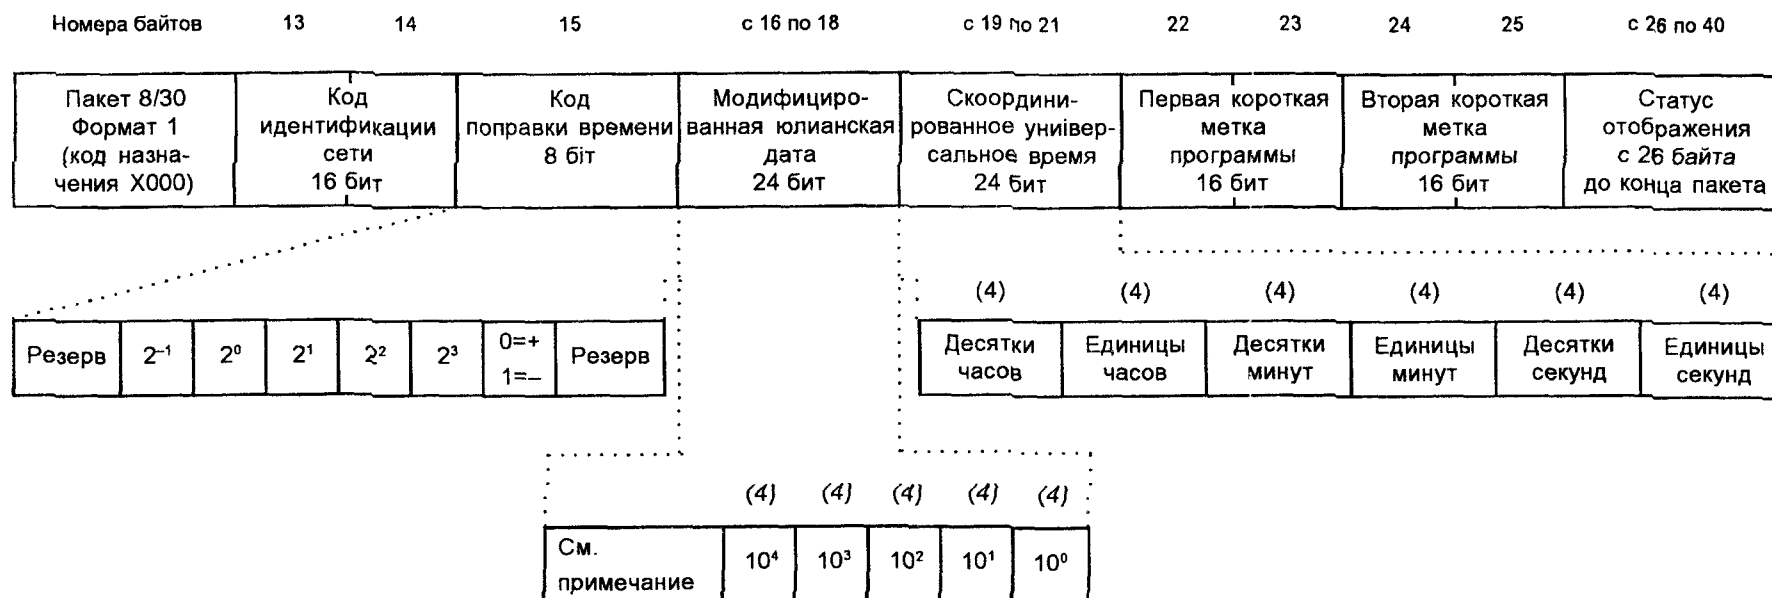 Номера байтов 13 14 15 с 16 по 18 с 19 по 21 22 23 24 25 с 26 по 40
Пакет 8/30
Формат 1
(код назна-
чения X000)
Код
идентификации
сети
16 бит
Код
поправки времени
8 біт
Модифициро-
ванная юлианская
дата
24 бит
Скоордини-
рованное універ-
сальное время
24 бит
Первая короткая
метка
программы
16 бит
Вторая короткая
метка
программы
16 бит
Статус
отображения
с 26 байта
до конца пакета
(4) (4) (4) (4) (4) (4)
Резерв 2⁻¹ 2⁰ 2¹ 2² 2³
0=+
1=–
Резерв
Десятки
часов
Единицы
часов
Десятки
минут
Единицы
минут
Десятки
секунд
Единицы
секунд
(4) (4) (4) (4) (4)
См.
примечание
10⁴ 10³ 10² 10¹ 10⁰